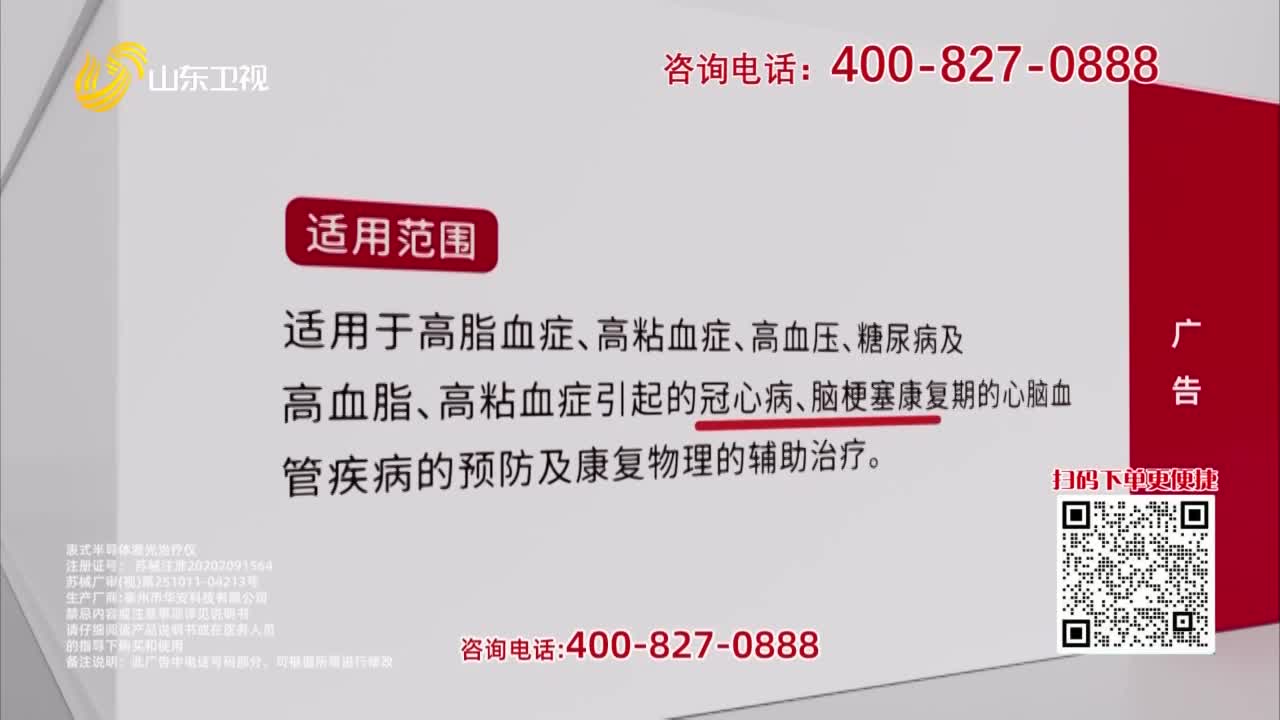 山东卫视
咨询电话：400-827-0888
适用范围
适用于高脂血症、高粘血症、高血压、糖尿病及
高血脂、高粘血症引起的冠心病、脑梗塞康复期的心脑血
管疾病的预防及康复物理的辅助治疗。
广告
扫码下单更便捷
表式半导体激光治疗仪
注册证号： 苏械注准20202091564
苏械广审(视)第251011-04213号
生产厂商:泰州市华安科技有限公司
禁忌内容或注意事项详见说明书
请仔细阅读产品说明书或在医务人员
的指导下购买和使用
备注说明：此广告中电话号码部分，可根据所需进行修改
咨询电话:400-827-0888